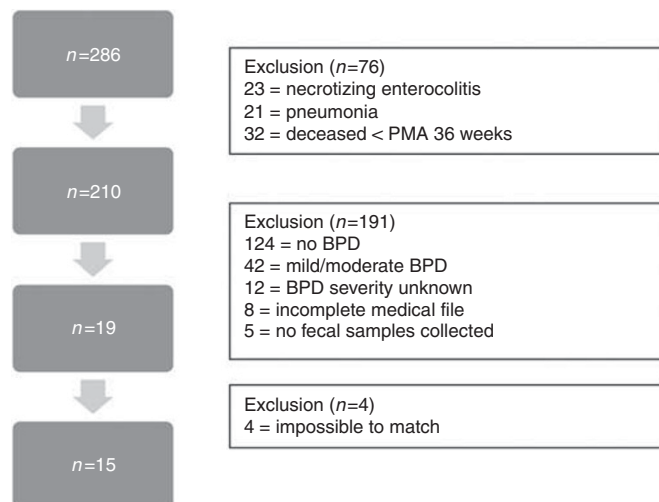 n=286
Exclusion (n=76)
23 = necrotizing enterocolitis
21 = pneumonia
32 = deceased < PMA 36 weeks
n=210
Exclusion (n=191)
124 = no BPD
42 = mild/moderate BPD
12 = BPD severity unknown
8 = incomplete medical file
5 = no fecal samples collected
n=19
Exclusion (n=4)
4 = impossible to match
n=15